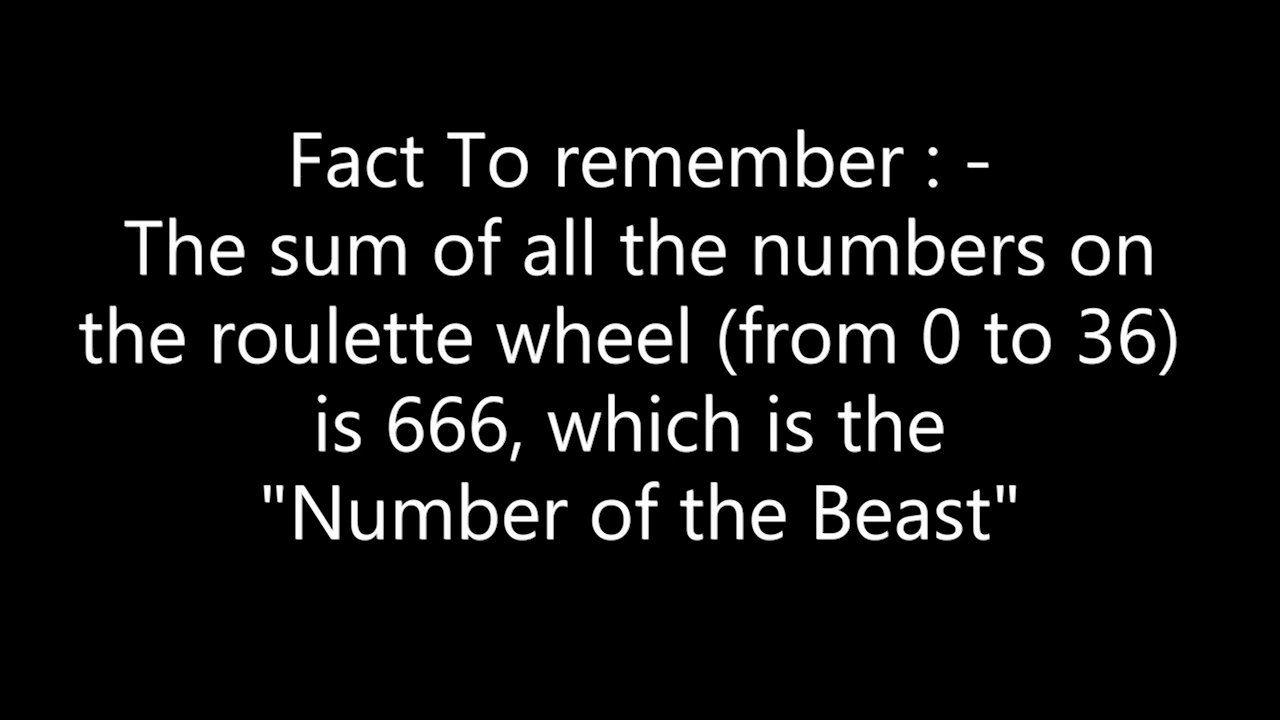 Fact To remember : -
The sum of all the numbers on
the roulette wheel (from 0 to 36)
is 666, which is the
"Number of the Beast"